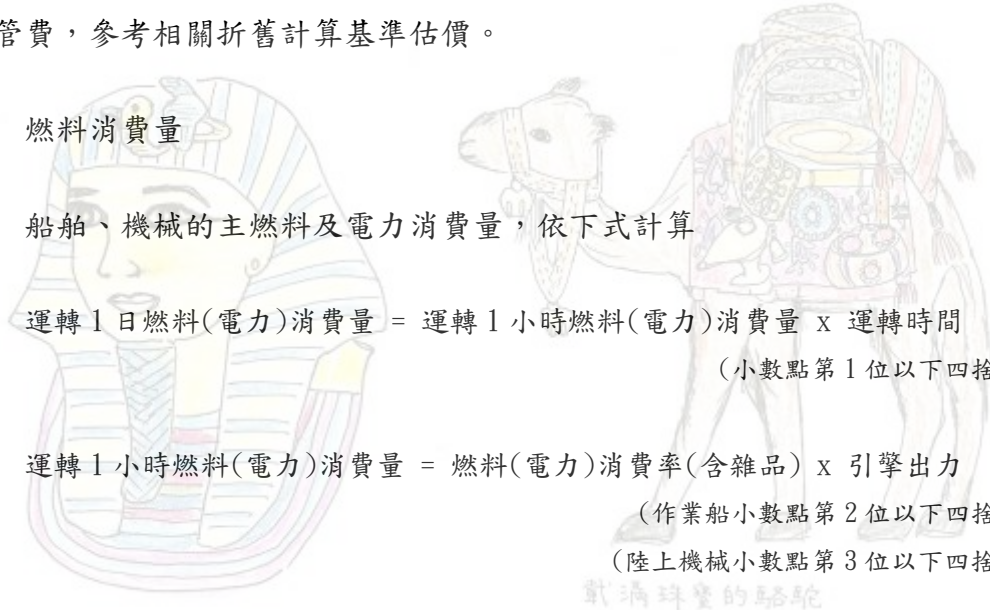 管費，參考相關折舊計算基準估價。
燃料消費量
船舶、機械的主燃料及電力消費量，依下式計算
運轉1日燃料(電力)消費量 = 運轉1小時燃料(電力)消費量 x 運轉時間
(小數點第1位以下四捨
運轉1小時燃料(電力)消費量 = 燃料(電力)消費率(含雜品) x 引擎出力
(作業船小數點第2位以下四捨
(陸上機械小數點第3位以下四捨
載滿珠寶的駱駝